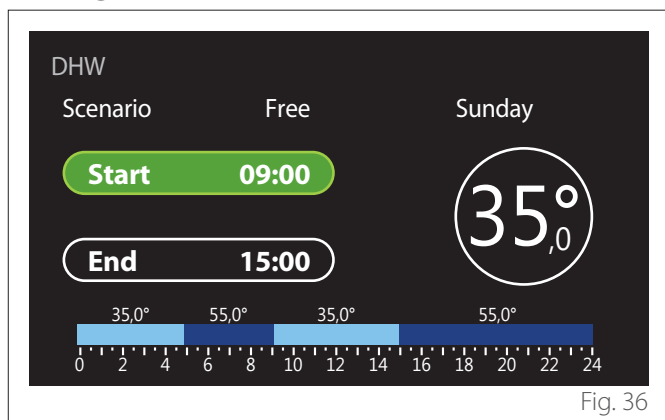 DHW
Scenario Free Sunday
Start 09:00
35,0°
End 15:00
35,0° 55,0° 35,0° 55,0°
0 2 4 6 8 10 12 14 16 18 20 22 24
Fig. 36